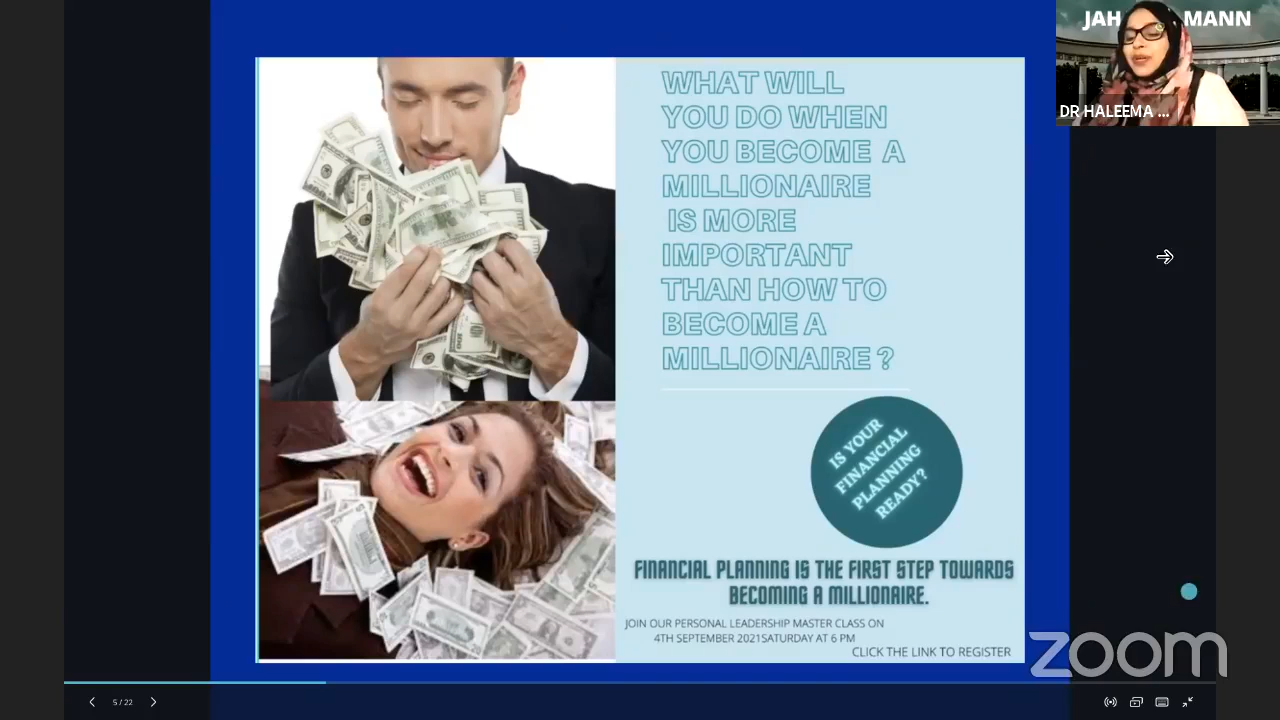 JAH MANN
DR HALEEMA ...
WHAT WILL
YOU DO WHEN
YOU BECOME A
MILLIONAIRE
IS MORE
IMPORTANT
THAN HOW TO
BECOME A
MILLIONAIRE ?
IS YOUR
FINANCIAL
PLANNING
READY?
FINANCIAL PLANNING IS THE FIRST STEP TOWARDS
BECOMING A MILLIONAIRE.
JOIN OUR PERSONAL LEADERSHIP MASTER CLASS ON
4TH SEPTEMBER 2021SATURDAY AT 6 PM
CLICK THE LINK TO REGISTER
zoom
5 / 22